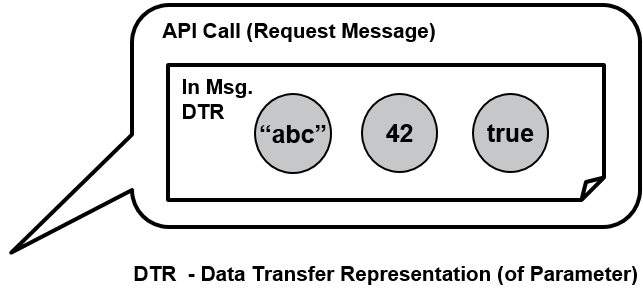 API Call (Request Message)
In Msg.
DTR
“abc” 42 true
DTR - Data Transfer Representation (of Parameter)